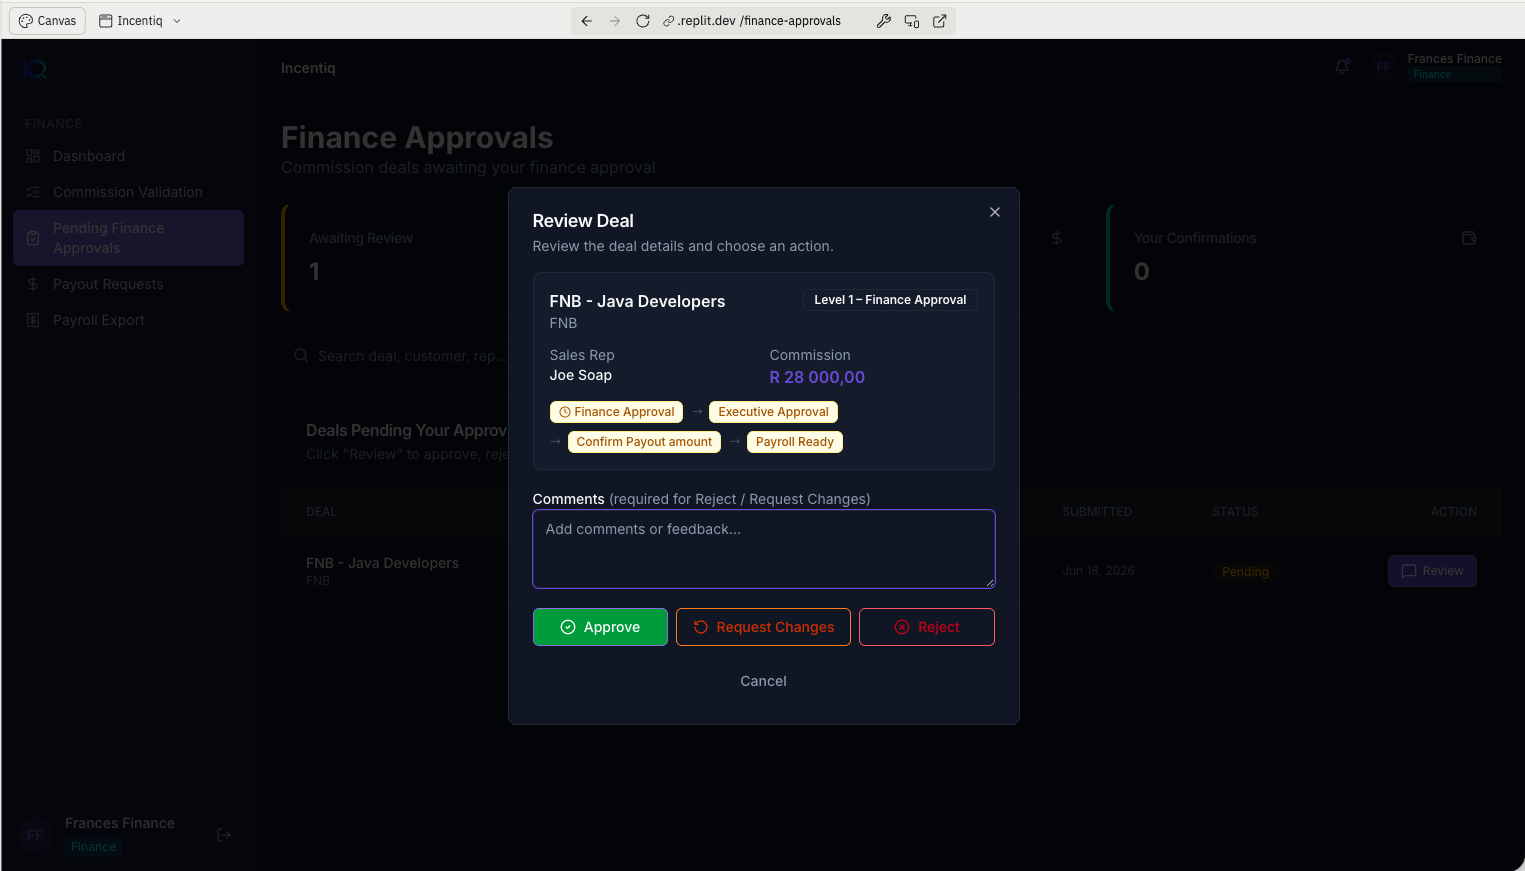 Canvas
Incentiq
.replit.dev /finance-approvals
iQ
Incentiq
FF
Frances Finance
Finance
FINANCE
Dashboard
Commission Validation
Pending Finance
Approvals
Payout Requests
Payroll Export
Finance Approvals
Commission deals awaiting your finance approval
Awaiting Review
1
$
Your Confirmations
0
Search deal, customer, rep...
Deals Pending Your Approv
Click "Review" to approve, reje
DEAL
SUBMITTED
STATUS
ACTION
FNB - Java Developers
FNB
Jun 18, 2026
Pending
Review
Review Deal
Review the deal details and choose an action.
FNB - Java Developers
Level 1 – Finance Approval
FNB
Sales Rep
Commission
Joe Soap
R 28 000,00
Finance Approval → Executive Approval
→ Confirm Payout amount → Payroll Ready
Comments (required for Reject / Request Changes)
Add comments or feedback...
Approve
Request Changes
Reject
Cancel
FF
Frances Finance
Finance